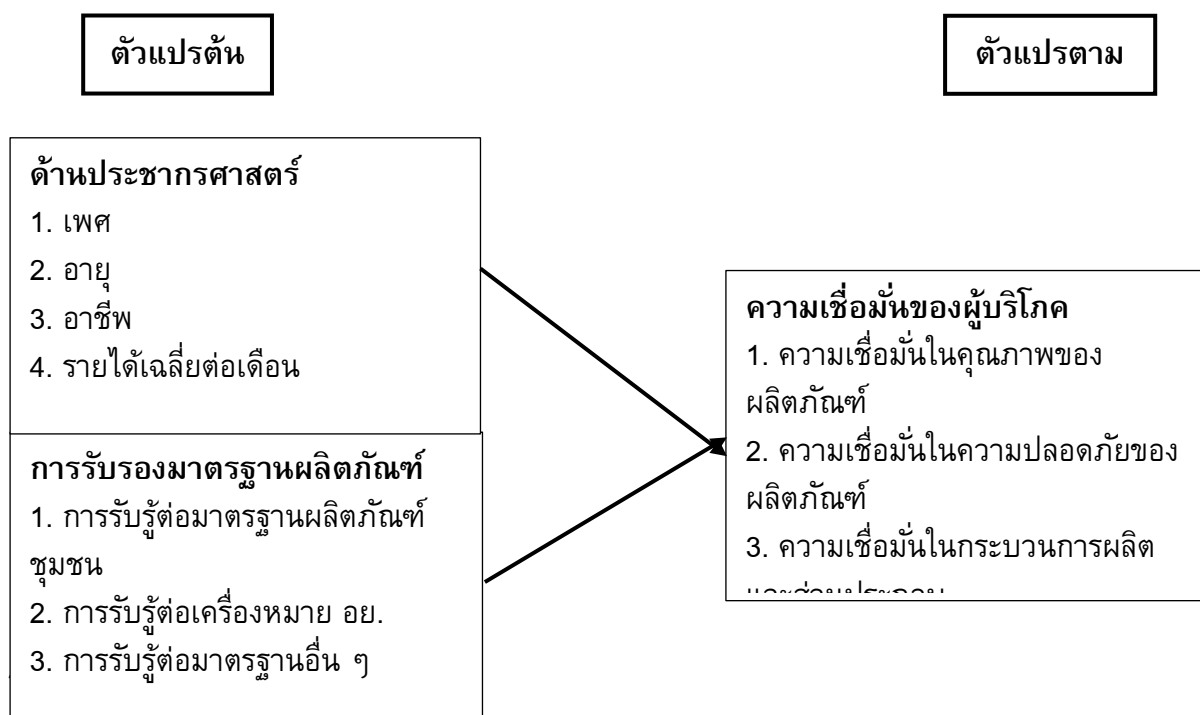 ตัวแปรต้น
ตัวแปรตาม
ด้านประชากรศาสตร์
1. เพศ
2. อายุ
3. อาชีพ
4. รายได้เฉลี่ยต่อเดือน
การรับรองมาตรฐานผลิตภัณฑ์
1. การรับรู้ต่อมาตรฐานผลิตภัณฑ์
ชุมชน
2. การรับรู้ต่อเครื่องหมาย อย.
3. การรับรู้ต่อมาตรฐานอื่น ๆ
ความเชื่อมั่นของผู้บริโภค
1. ความเชื่อมั่นในคุณภาพของ
ผลิตภัณฑ์
2. ความเชื่อมั่นในความปลอดภัยของ
ผลิตภัณฑ์
3. ความเชื่อมั่นในกระบวนการผลิต